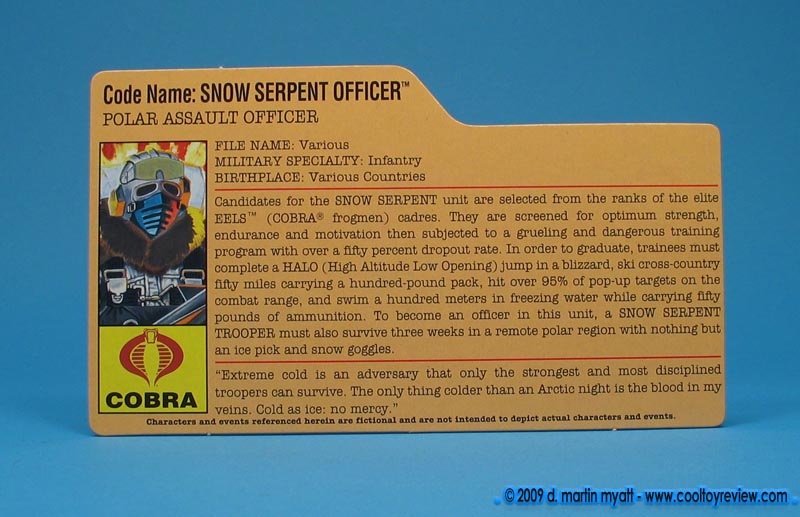 Code Name: SNOW SERPENT OFFICER™
POLAR ASSAULT OFFICER
FILE NAME: Various
MILITARY SPECIALTY: Infantry
BIRTHPLACE: Various Countries
Candidates for the SNOW SERPENT unit are selected from the ranks of the elite
EELS™ (COBRA® frogmen) cadres. They are screened for optimum strength,
endurance and motivation then subjected to a grueling and dangerous training
program with over a fifty percent dropout rate. In order to graduate, trainees must
complete a HALO (High Altitude Low Opening) jump in a blizzard, ski cross-country
fifty miles carrying a hundred-pound pack, hit over 95% of pop-up targets on the
combat range, and swim a hundred meters in freezing water while carrying fifty
pounds of ammunition. To become an officer in this unit, a SNOW SERPENT
TROOPER must also survive three weeks in a remote polar region with nothing but
an ice pick and snow goggles.
"Extreme cold is an adversary that only the strongest and most disciplined
troopers can survive. The only thing colder than an Arctic night is the blood in my
veins. Cold as ice: no mercy."
COBRA
Characters and events referenced herein are fictional and are not intended to depict actual characters and events.
© 2009 d. martin myatt - www.cooltoyreview.com